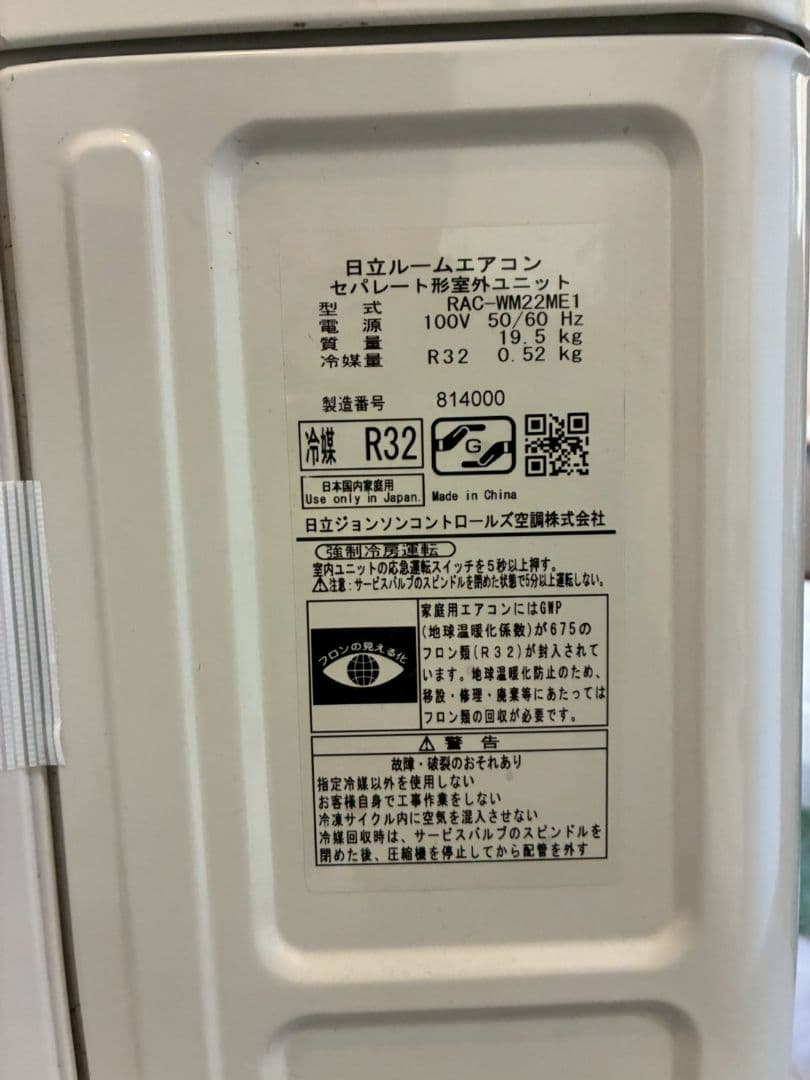 日立ルームエアコン
セパレート形室外ユニット
型式 RAC-WM22ME1
電源 100V 50/60 Hz
質量 19.5 kg
冷媒量 R32 0.52 kg
製造番号 814000
冷媒 R32
G
日本国内家庭用
Use only in Japan.
Made in China
日立ジョンソンコントロールズ空調株式会社
強制冷房運転
室内ユニットの応急運転スイッチを5秒以上押す。
⚠注意:サービスバルブのスピンドルを閉めた状態で5分以上運転しない。
フロンの見える化
家庭用エアコンにはGWP
(地球温暖化係数)が675の
フロン類(R32)が封入されて
います。地球温暖化防止のため、
移設・修理・廃棄等にあたっては
フロン類の回収が必要です。
⚠警告
故障・破裂のおそれあり
指定冷媒以外を使用しない
お客様自身で工事作業をしない
冷凍サイクル内に空気を混入させない
冷媒回収時は、サービスバルブのスピンドルを
閉めた後、圧縮機を停止してから配管を外す